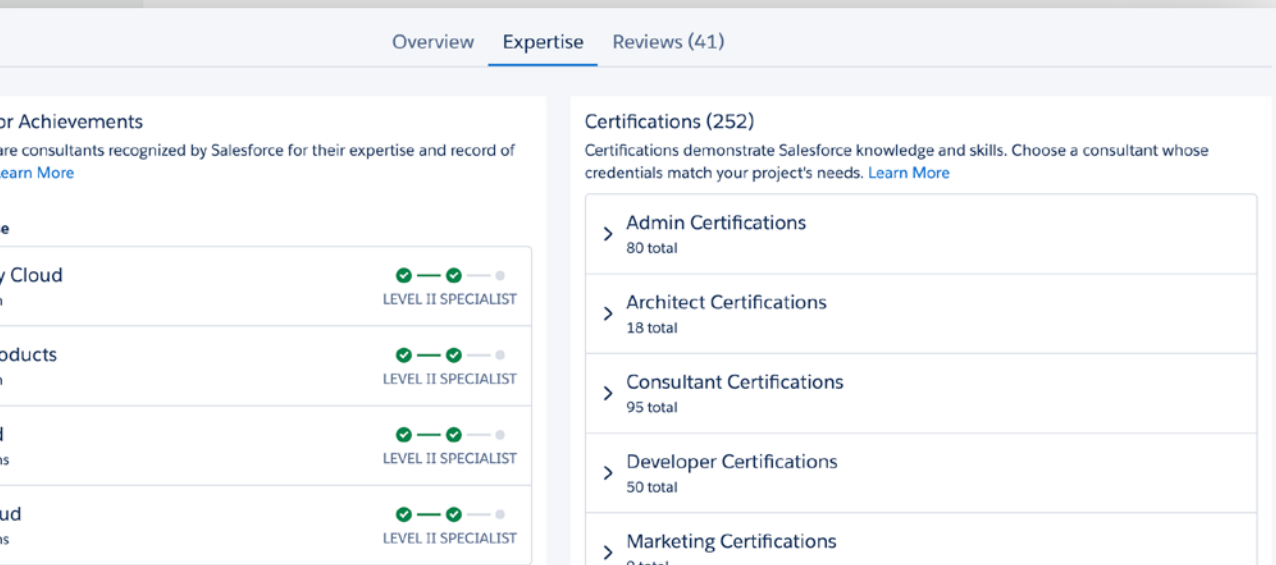 Overview Expertise Reviews (41)
or Achievements
are consultants recognized by Salesforce for their expertise and record of
Learn More
se
y Cloud
n
LEVEL II SPECIALIST
oducts
n
LEVEL II SPECIALIST
d
ns
LEVEL II SPECIALIST
ud
ns
LEVEL II SPECIALIST
Certifications (252)
Certifications demonstrate Salesforce knowledge and skills. Choose a consultant whose
credentials match your project's needs. Learn More
Admin Certifications
80 total
Architect Certifications
18 total
Consultant Certifications
95 total
Developer Certifications
50 total
Marketing Certifications
total